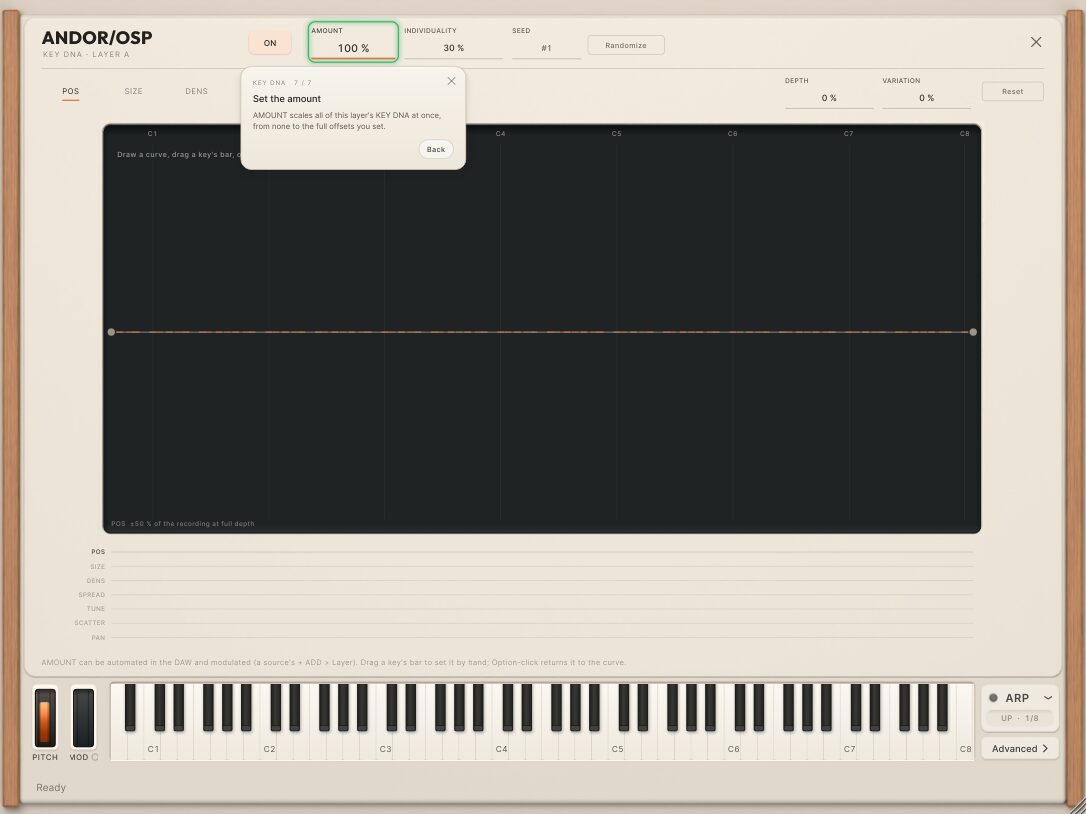 ANDOR/OSP
KEY DNA · LAYER A
ON
AMOUNT
100 %
INDIVIDUALITY
30 %
SEED
#1
Randomize
POS
SIZE
DENS
DEPTH
0 %
VARIATION
0 %
Reset
KEY DNA 7 / 7
Set the amount
AMOUNT scales all of this layer's KEY DNA at once,
from none to the full offsets you set.
Back
C1
C4
C5
C6
C7
C8
Draw a curve, drag a key's bar,
POS ±50 % of the recording at full depth
POS
SIZE
DENS
SPREAD
TUNE
SCATTER
PAN
AMOUNT can be automated in the DAW and modulated (a source's + ADD > Layer). Drag a key's bar to set it by hand; Option-click returns it to the curve.
PITCH
MOD
C1
C2
C3
C4
C5
C6
C7
C8
ARP
UP · 1/8
Advanced
Ready